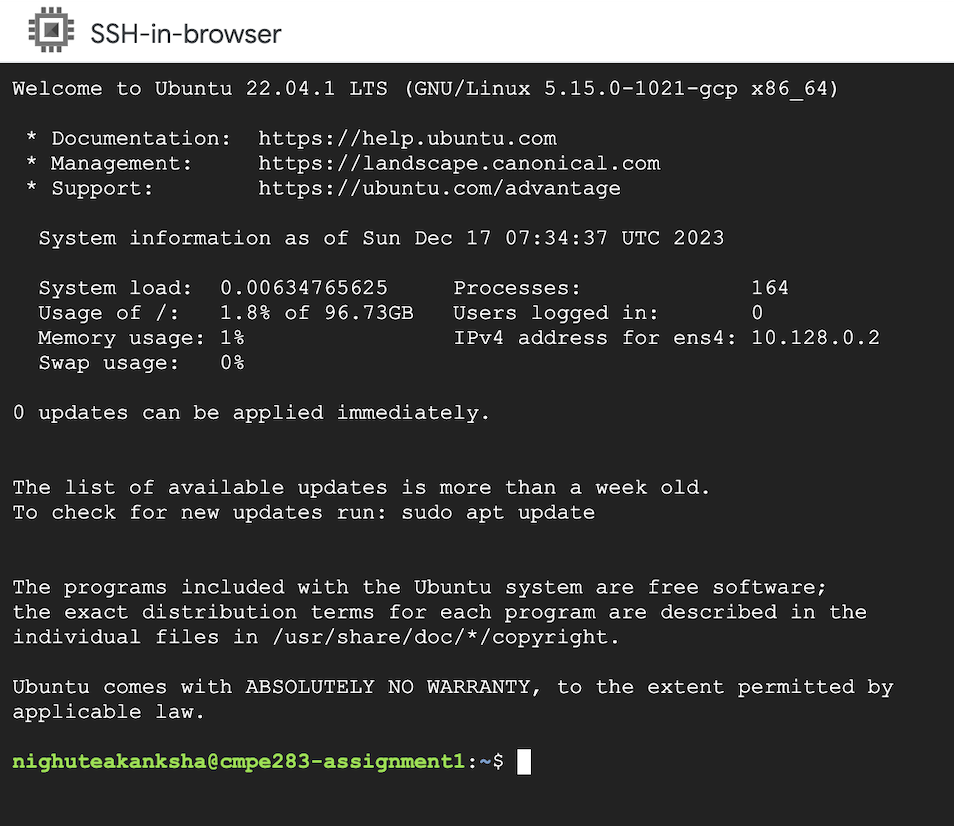 SSH-in-browser
Welcome to Ubuntu 22.04.1 LTS (GNU/Linux 5.15.0-1021-gcp x86_64)
* Documentation:  https://help.ubuntu.com
* Management:     https://landscape.canonical.com
* Support:        https://ubuntu.com/advantage
System information as of Sun Dec 17 07:34:37 UTC 2023
System load:  0.00634765625     Processes:             164
Usage of /:   1.8% of 96.73GB   Users logged in:       0
Memory usage: 1%                IPv4 address for ens4: 10.128.0.2
Swap usage:   0%
0 updates can be applied immediately.
The list of available updates is more than a week old.
To check for new updates run: sudo apt update
The programs included with the Ubuntu system are free software;
the exact distribution terms for each program are described in the
individual files in /usr/share/doc/*/copyright.
Ubuntu comes with ABSOLUTELY NO WARRANTY, to the extent permitted by
applicable law.
nighuteakanksha@cmpe283-assignment1:~$